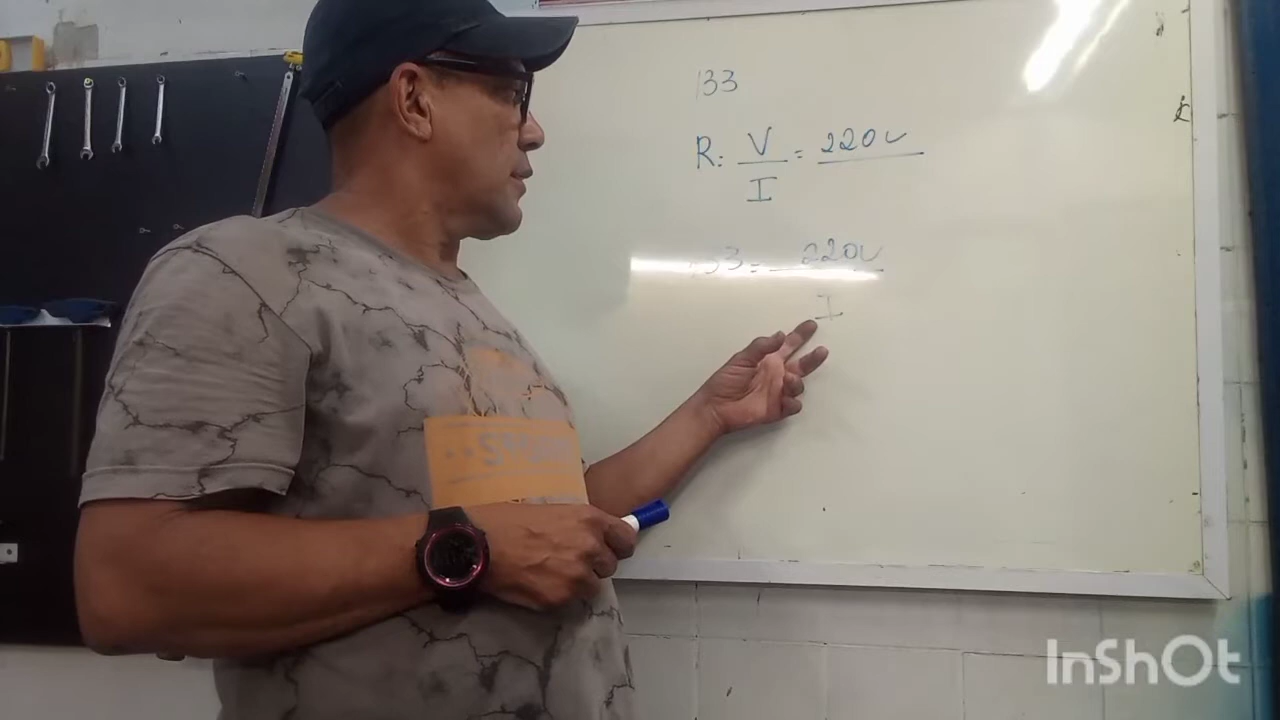 133
R: V/I = 220V
133 = 220V/I
InShOt